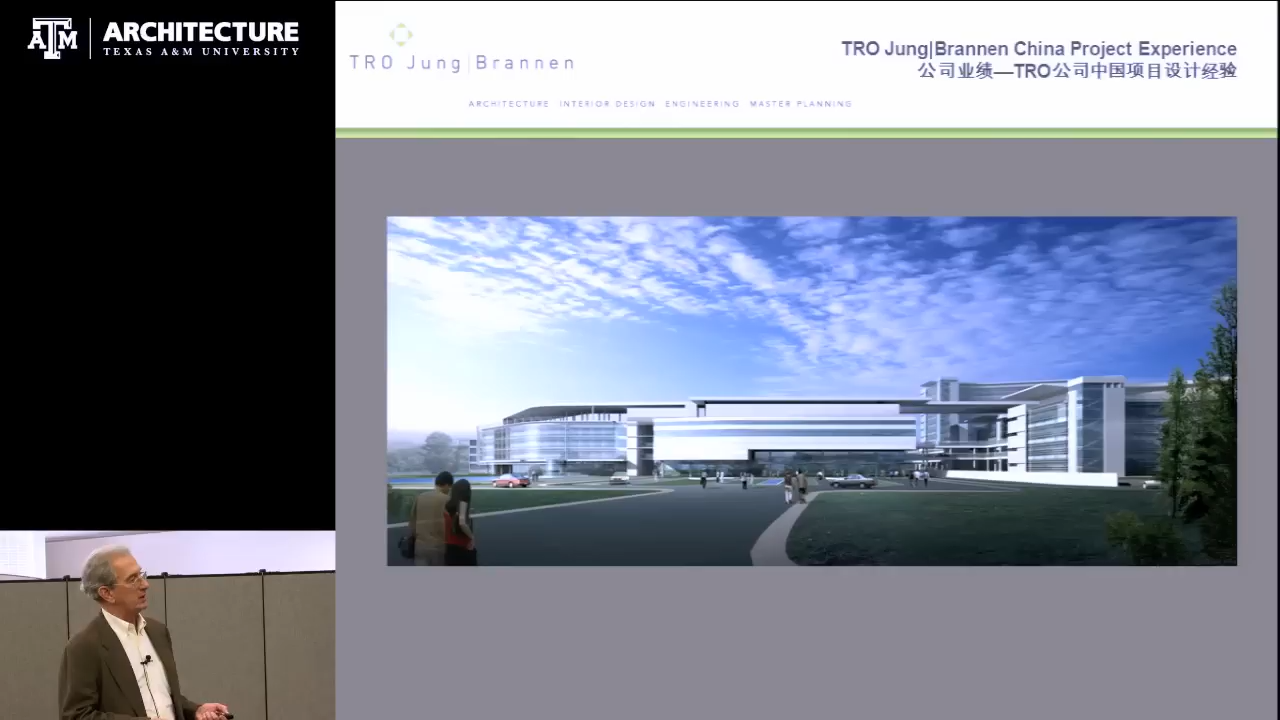 ARCHITECTURE
TEXAS A&M UNIVERSITY
TRO Jung|Brannen
ARCHITECTURE INTERIOR DESIGN ENGINEERING MASTER PLANNING
TRO Jung|Brannen China Project Experience
公司业绩—TRO公司中国项目设计经验